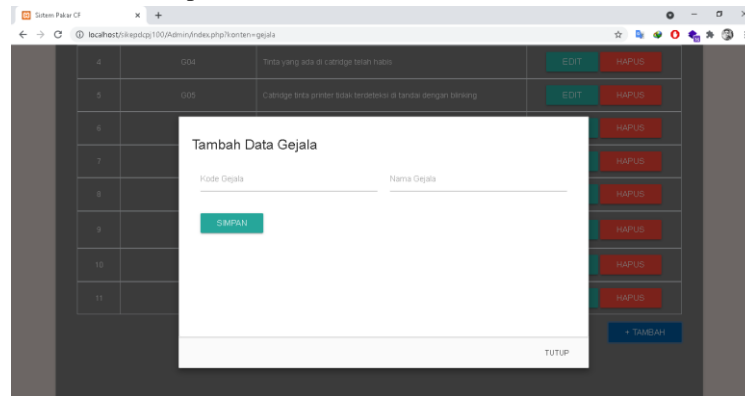 Sistem Pakar CF
localhost/sikepdcpj100/Admin/index.php?konten=gejala
4 G04 Tinta yang ada di catridge telah habis EDIT HAPUS
5 G05 Catridge tinta printer tidak terdeteksi di tandai dengan blinking EDIT HAPUS
6 HAPUS
Tambah Data Gejala
7 HAPUS
Kode Gejala Nama Gejala
8 HAPUS
SIMPAN
9 HAPUS
10 HAPUS
11 HAPUS
+ TAMBAH
TUTUP